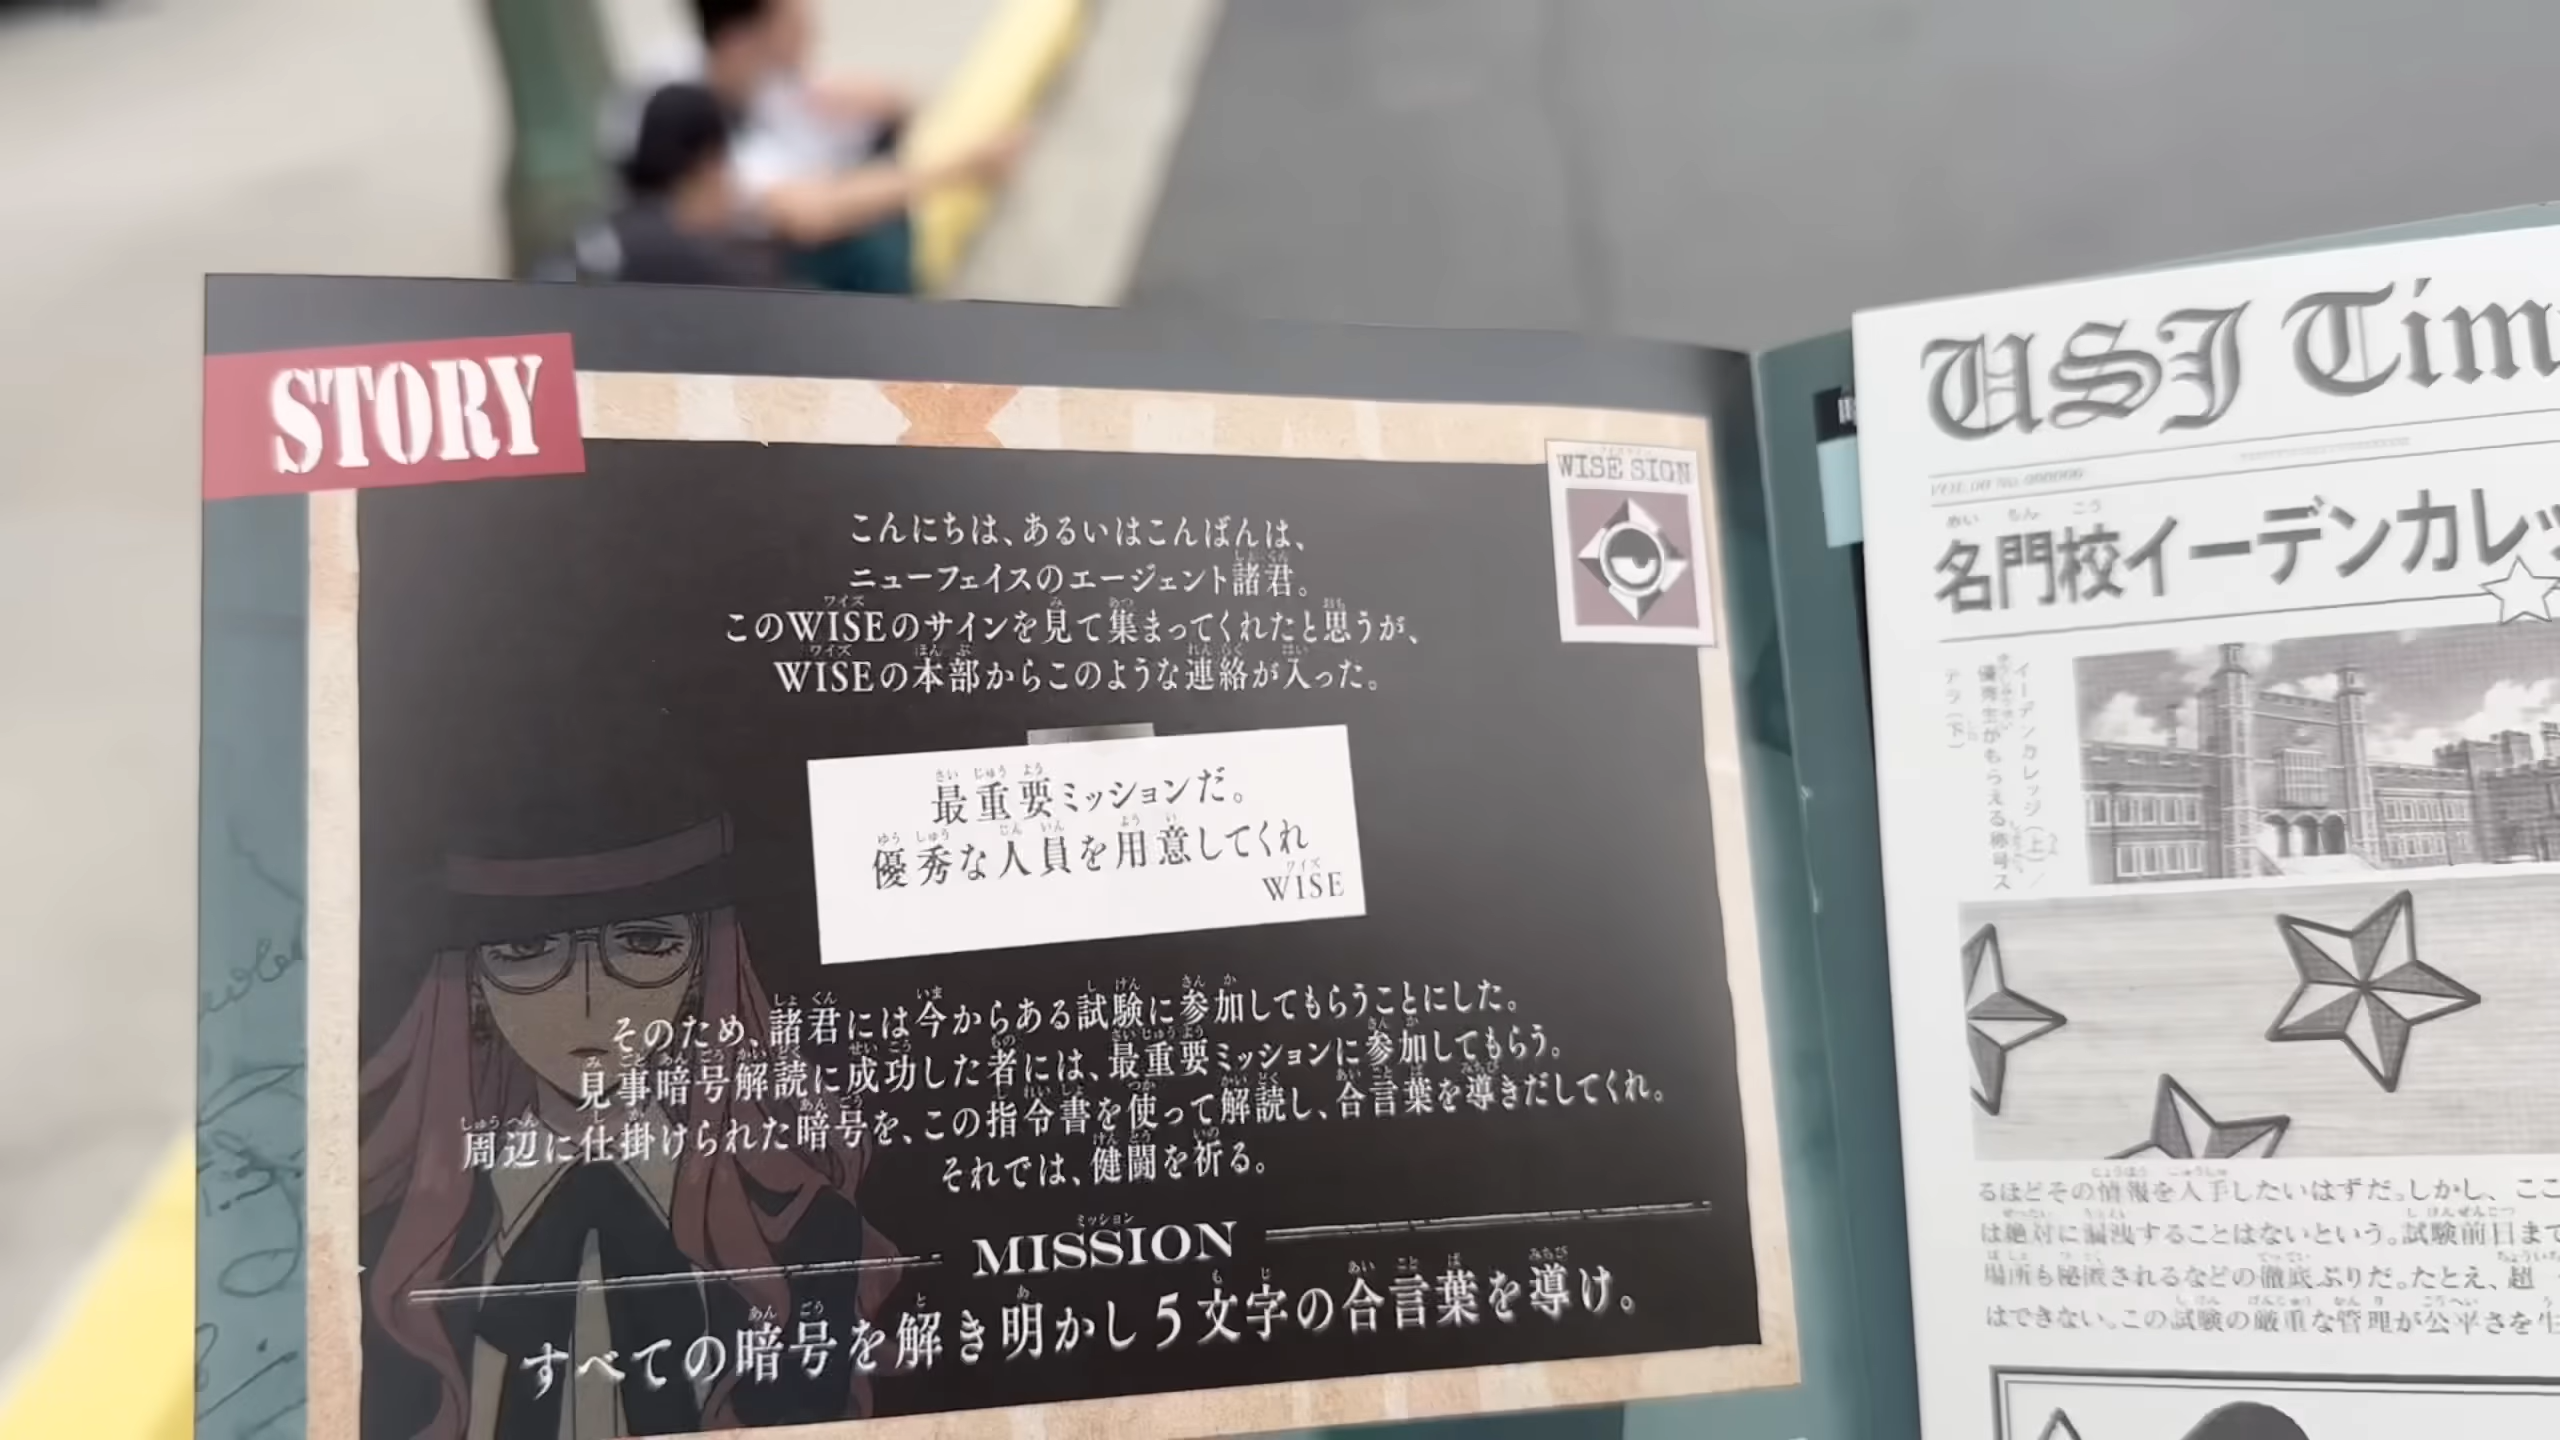 STORY
WISE SIGN
こんにちは、あるいはこんばんは、
ニューフェイスのエージェント諸君。
このWISEのサインを見て集まってくれたと思うが、
WISEの本部からこのような連絡が入った。
最重要ミッションだ。
優秀な人員を用意してくれ
WISE
そのため、諸君には今からある試験に参加してもらうことにした。
見事暗号解読に成功した者には、最重要ミッションに参加してもらう。
周辺に仕掛けられた暗号を、この指令書を使って解読し、合言葉を導きだしてくれ。
それでは、健闘を祈る。
MISSION
すべての暗号を解き明かし5文字の合言葉を導け。
USJ Tim
VOL.00 No.000000
名門校イーデンカレッ
イーデンカレッジ(上)/
優秀生がもらえる称号ス
テラ(下)
るほどその情報を入手したいはずだ。しかし、ここ
は絶対に漏洩することはないという。試験前日まで
場所も秘匿されるなどの徹底ぶりだ。たとえ、超
はできない。この試験の厳重な管理が公平さを生